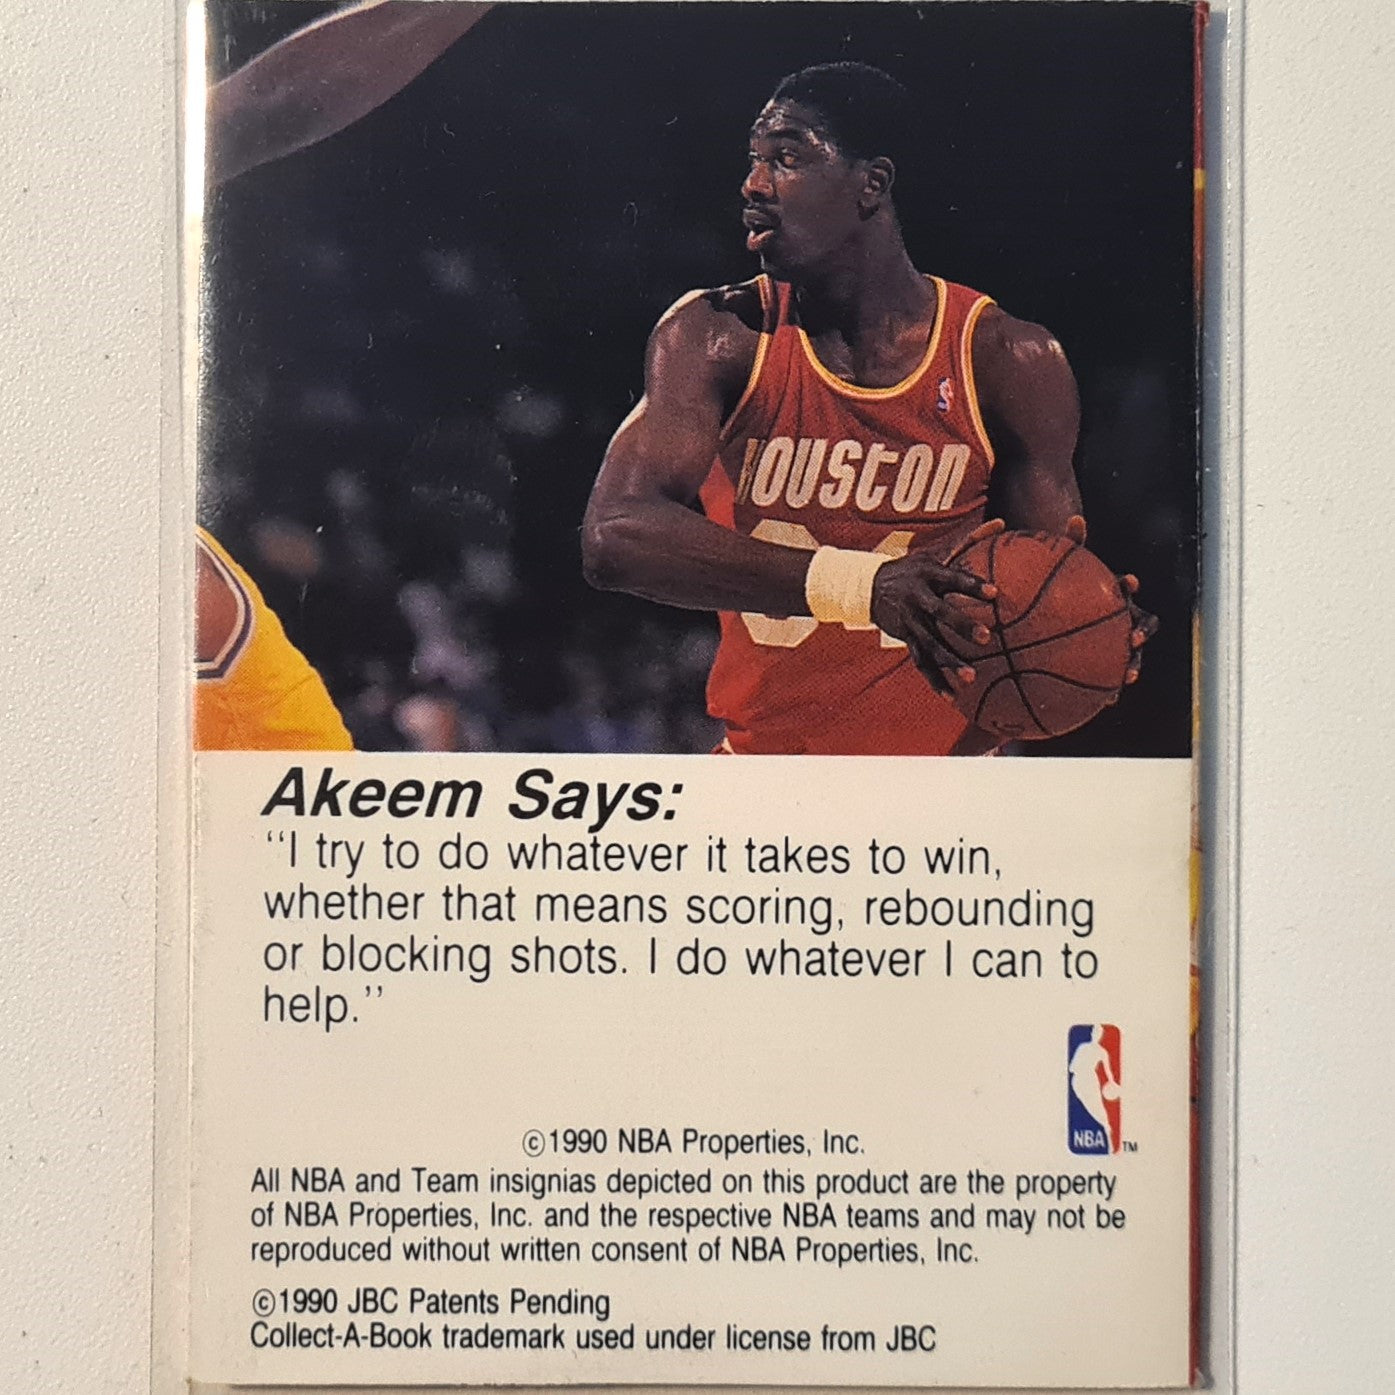 HOUSTON
34
Akeem Says:
“I try to do whatever it takes to win,
whether that means scoring, rebounding
or blocking shots. I do whatever I can to
help.”
NBA
TM
©1990 NBA Properties, Inc.
All NBA and Team insignias depicted on this product are the property
of NBA Properties, Inc. and the respective NBA teams and may not be
reproduced without written consent of NBA Properties, Inc.
©1990 JBC Patents Pending
Collect-A-Book trademark used under license from JBC